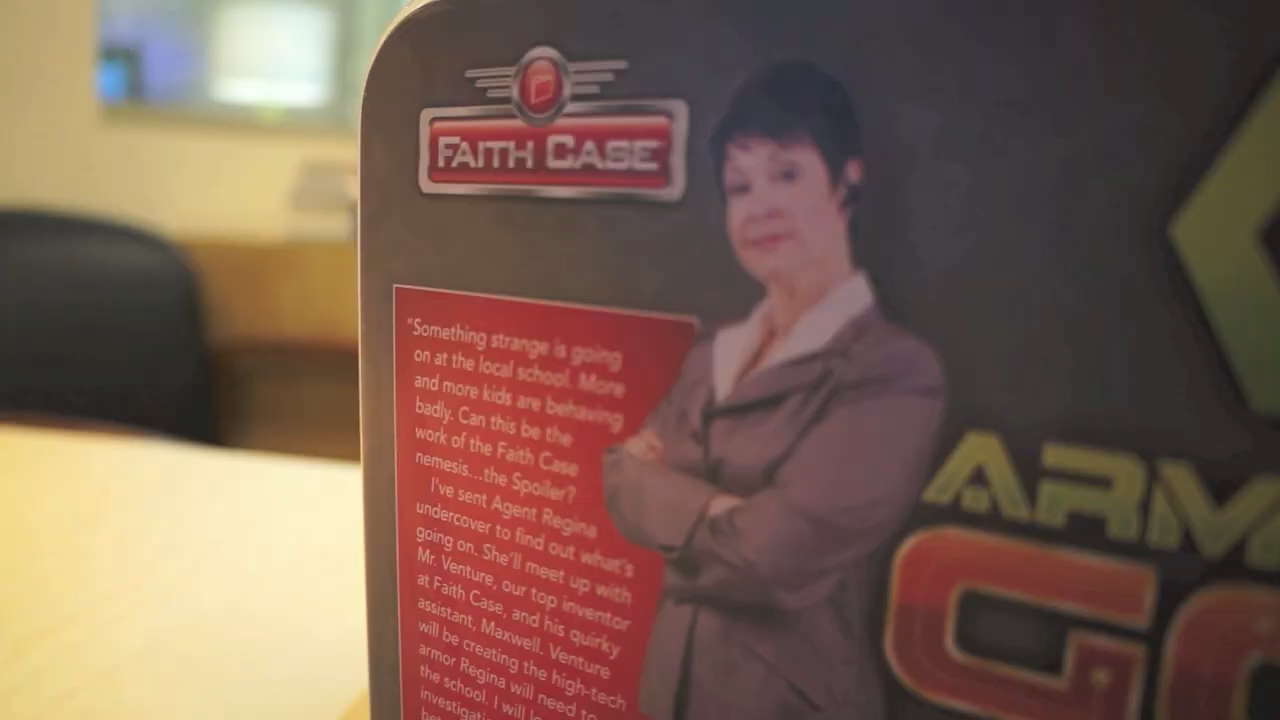 FAITH CASE
"Something strange is going
on at the local school. More
and more kids are behaving
badly. Can this be the
work of the Faith Case
nemesis...the Spoiler?
I've sent Agent Regina
undercover to find out what's
going on. She'll meet up with
Mr. Venture, our top inventor
at Faith Case, and his quirky
assistant, Maxwell. Venture
will be creating the high-tech
armor Regina will need to
the school. I will
ARM
GO